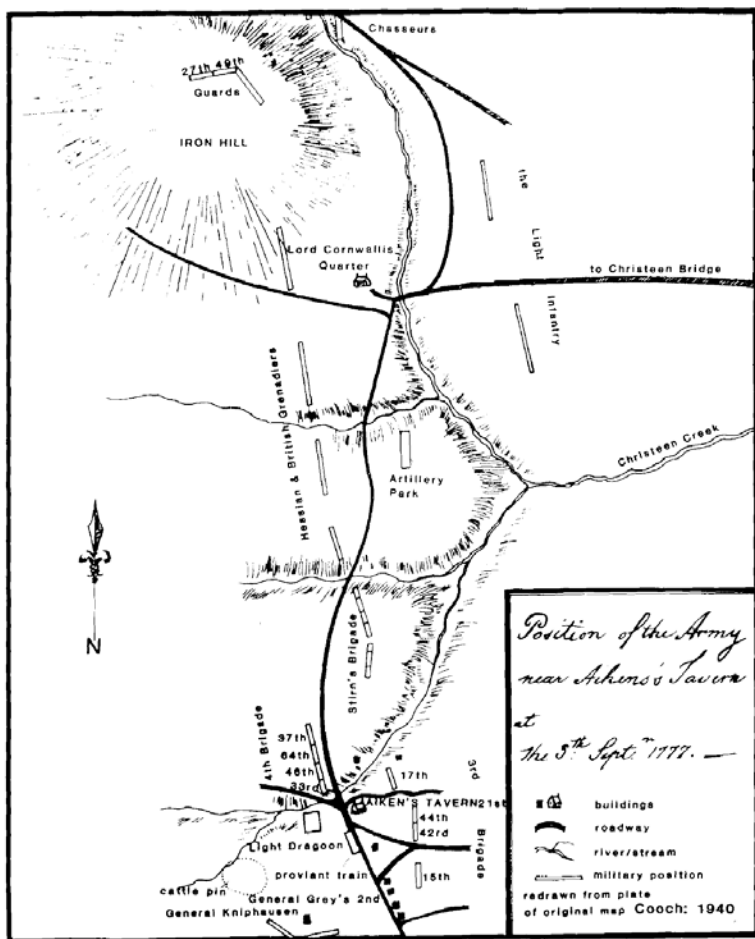 Chasseurs
27th 49th
Guards
IRON HILL
the Light Infantry
Lord Cornwallis
Quarter
to Christeen Bridge
Hessian & British Grenadiers
Artillery
Park
Christeen Creek
N
Stirn's Brigade
4th Brigade
37th
64th
46th
33rd
17th
3rd Brigade
AIKEN'S TAVERN 21st
44th
42rd
Light Dragoon
proviant train
15th
cattle pin
General Grey's 2nd
General Kniphausen
Position of the Army
near Aikens's Tavern
at
the 3th Sept.m 1777. —
buildings
roadway
river/stream
military position
redrawn from plate
of original map Cooch: 1940